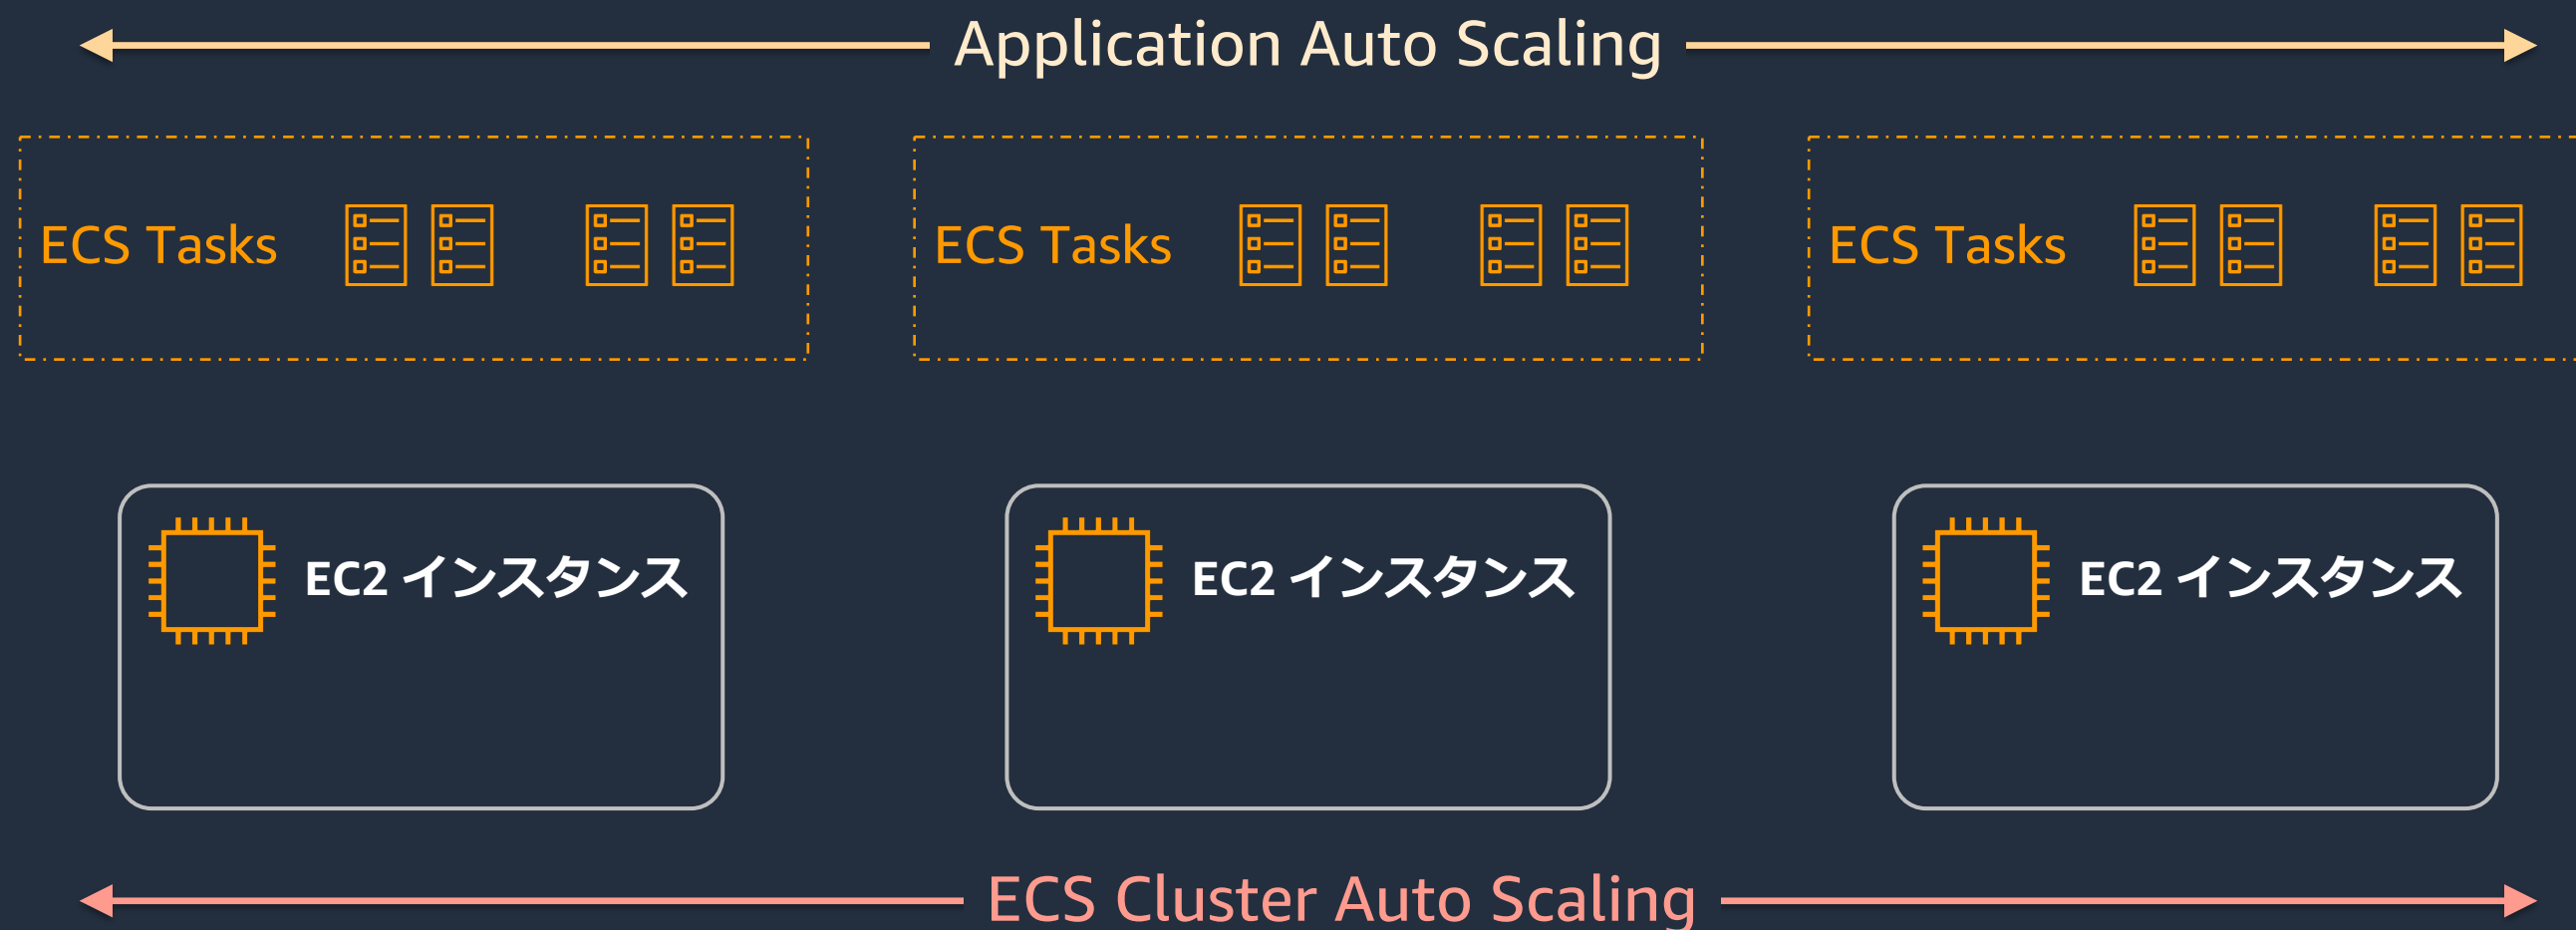 Application Auto Scaling
ECS Tasks
ECS Tasks
ECS Tasks
EC2 インスタンス
EC2 インスタンス
EC2 インスタンス
ECS Cluster Auto Scaling